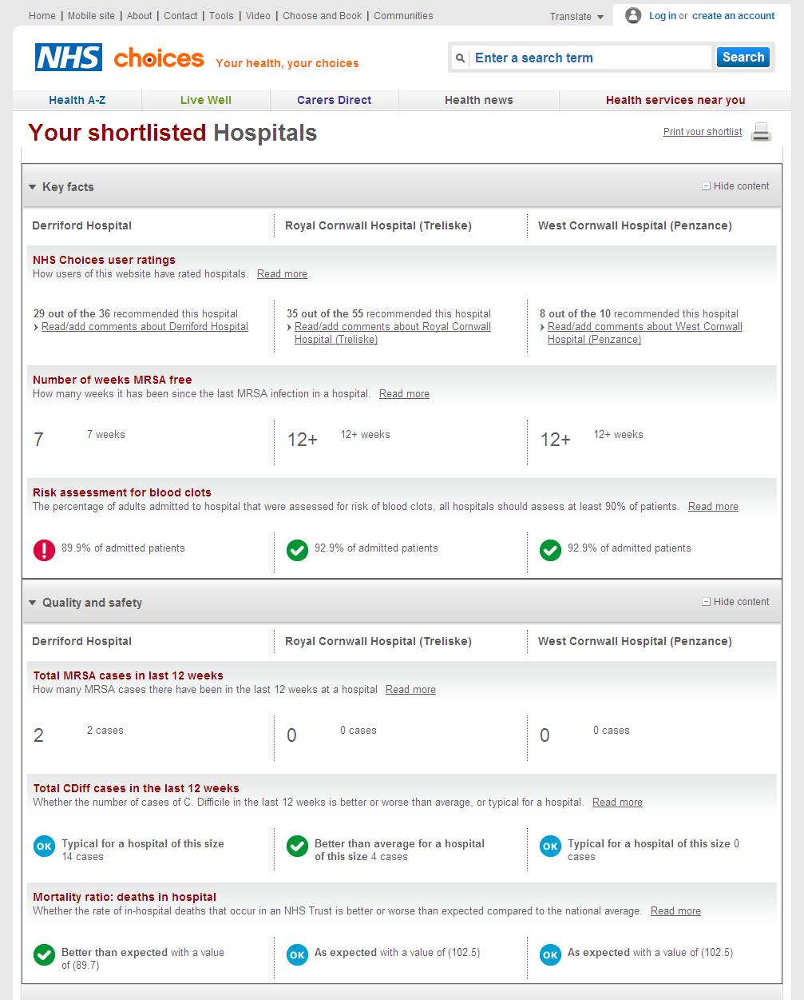 Home | Mobile site | About | Contact | Tools | Video | Choose and Book | Communities
Translate
Log in or create an account
NHS choices Your health, your choices
Enter a search term
Search
Health A-Z
Live Well
Carers Direct
Health news
Health services near you
Your shortlisted Hospitals
Print your shortlist
Key facts
Hide content
Derriford Hospital
Royal Cornwall Hospital (Treliske)
West Cornwall Hospital (Penzance)
NHS Choices user ratings
How users of this website have rated hospitals. Read more
29 out of the 36 recommended this hospital
Read/add comments about Derriford Hospital
35 out of the 55 recommended this hospital
Read/add comments about Royal Cornwall
Hospital (Treliske)
8 out of the 10 recommended this hospital
Read/add comments about West Cornwall
Hospital (Penzance)
Number of weeks MRSA free
How many weeks it has been since the last MRSA infection in a hospital. Read more
7 7 weeks
12+ 12+ weeks
12+ 12+ weeks
Risk assessment for blood clots
The percentage of adults admitted to hospital that were assessed for risk of blood clots, all hospitals should assess at least 90% of patients. Read more
89.9% of admitted patients
92.9% of admitted patients
92.9% of admitted patients
Quality and safety
Hide content
Derriford Hospital
Royal Cornwall Hospital (Treliske)
West Cornwall Hospital (Penzance)
Total MRSA cases in last 12 weeks
How many MRSA cases there have been in the last 12 weeks at a hospital Read more
2 2 cases
0 0 cases
0 0 cases
Total CDiff cases in the last 12 weeks
Whether the number of cases of C. Difficile in the last 12 weeks is better or worse than average, or typical for a hospital. Read more
OK Typical for a hospital of this size
14 cases
Better than average for a hospital
of this size 4 cases
OK Typical for a hospital of this size 0
cases
Mortality ratio: deaths in hospital
Whether the rate of in-hospital deaths that occur in an NHS Trust is better or worse than expected compared to the national average. Read more
Better than expected with a value
of (89.7)
OK As expected with a value of (102.5)
OK As expected with a value of (102.5)